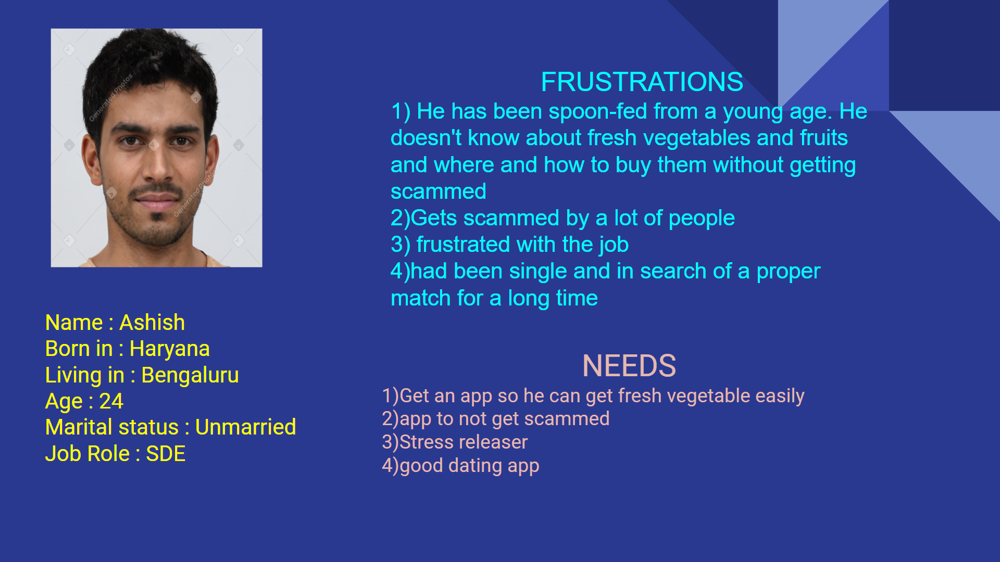 Generated Photos
Generated Photos
Name : Ashish
Born in : Haryana
Living in : Bengaluru
Age : 24
Marital status : Unmarried
Job Role : SDE
FRUSTRATIONS
1) He has been spoon-fed from a young age. He
doesn't know about fresh vegetables and fruits
and where and how to buy them without getting
scammed
2)Gets scammed by a lot of people
3) frustrated with the job
4)had been single and in search of a proper
match for a long time
NEEDS
1)Get an app so he can get fresh vegetable easily
2)app to not get scammed
3)Stress releaser
4)good dating app